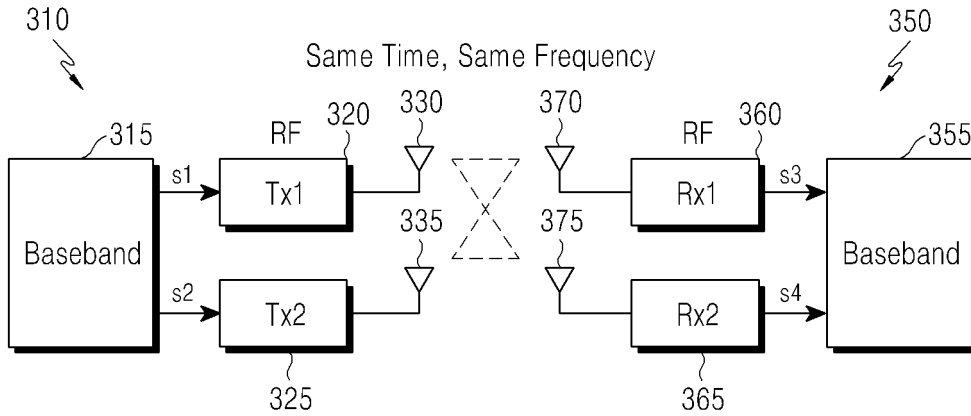 310
350
Same Time, Same Frequency
315
RF
320
330
370
RF
360
355
s1
Tx1
Rx1
s3
Baseband
335
375
Baseband
s2
Tx2
Rx2
s4
325
365